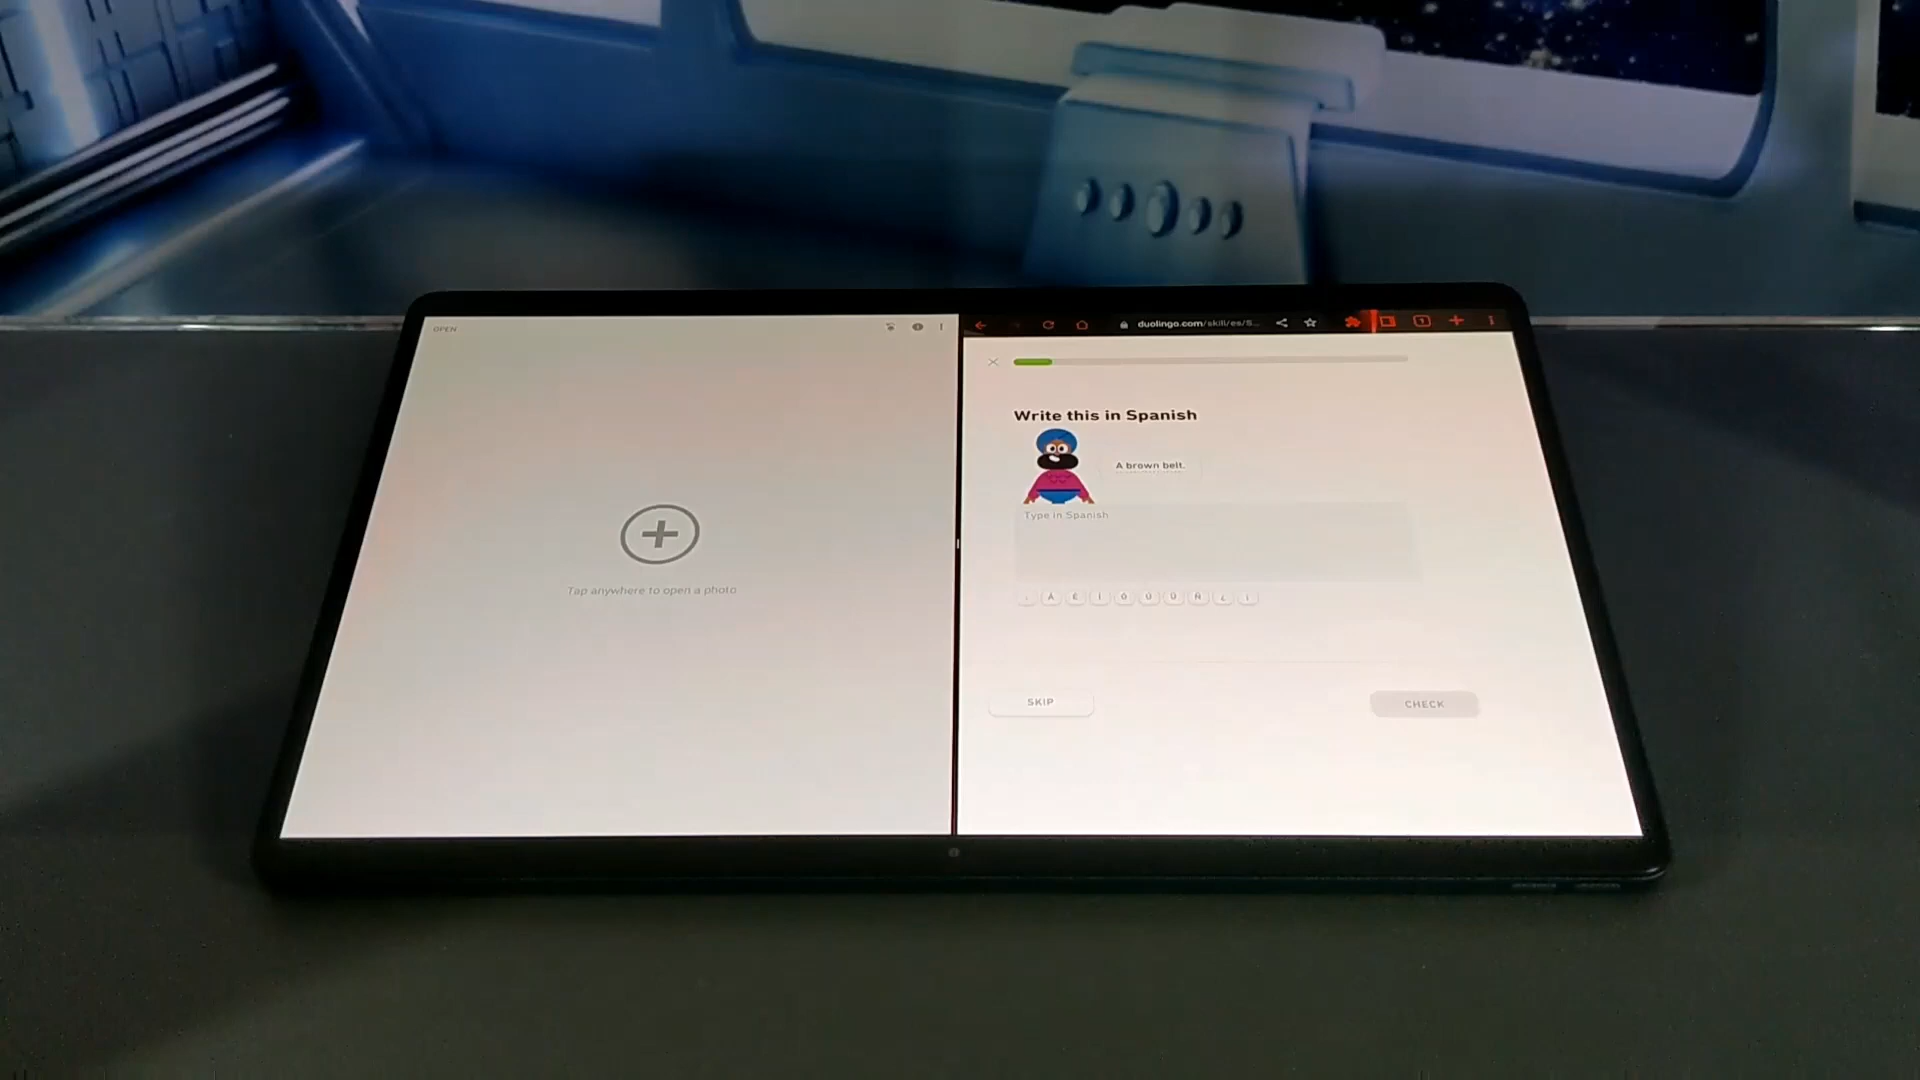 OPEN
Tap anywhere to open a photo
duolingo.com/skill/es/S...
1
Write this in Spanish
A brown belt.
Type in Spanish
Á É Í Ó Ú Ü Ñ ¿ ¡
SKIP
CHECK